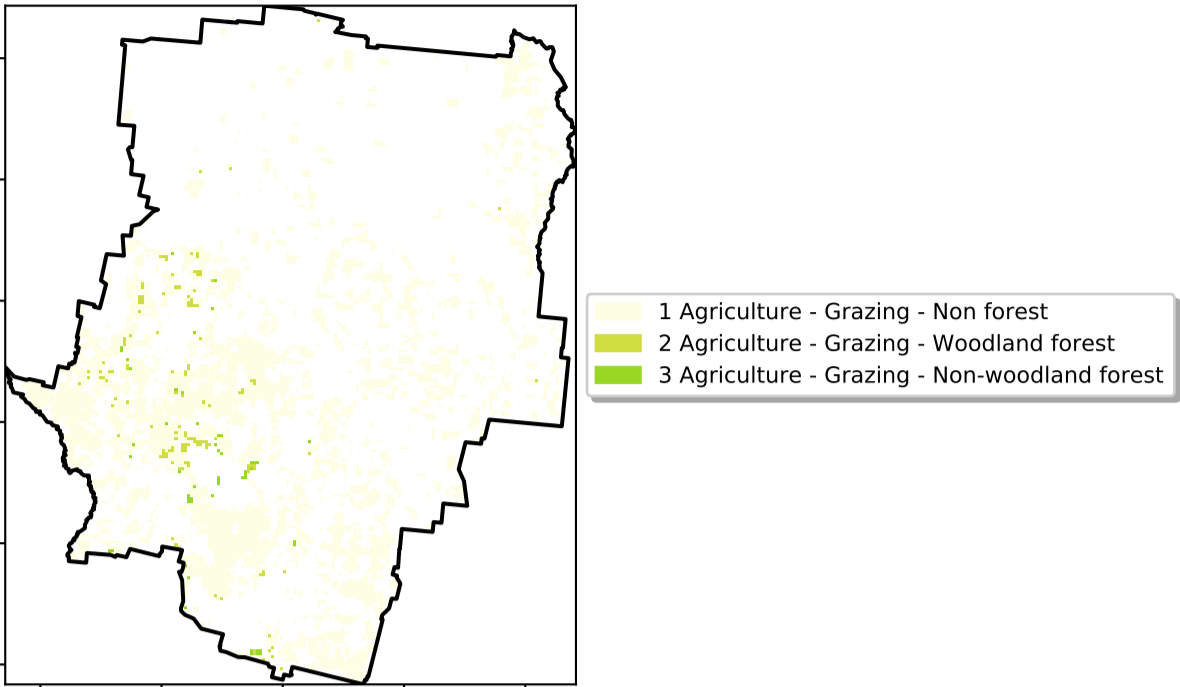 1 Agriculture - Grazing - Non forest
2 Agriculture - Grazing - Woodland forest
3 Agriculture - Grazing - Non-woodland forest